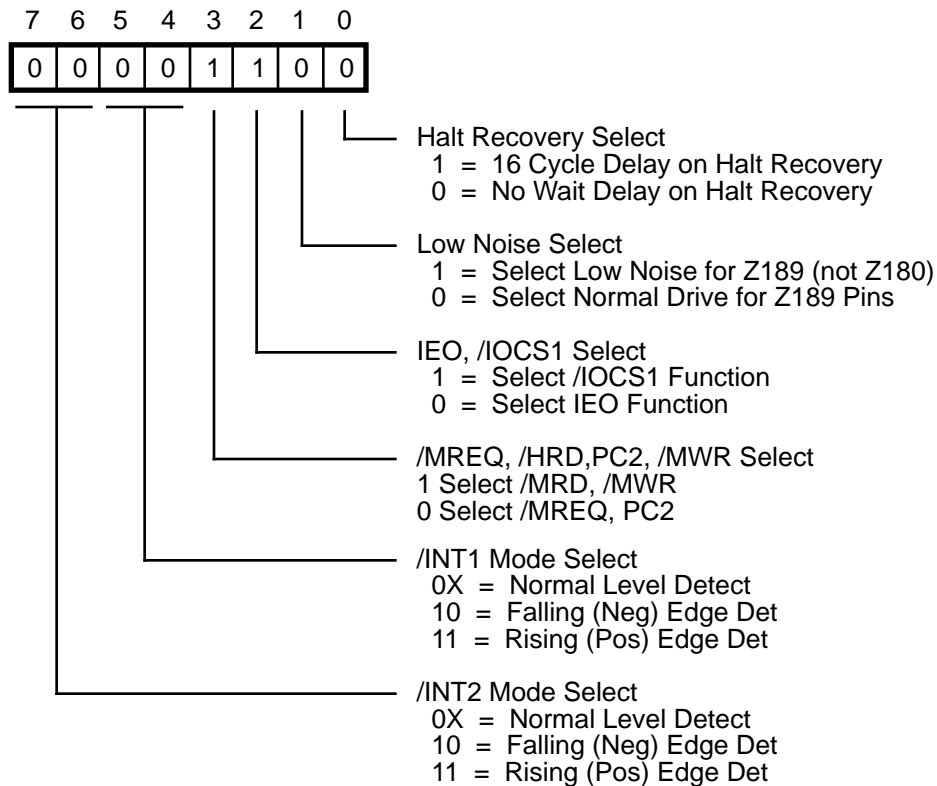 7 6 5 4 3 2 1 0
0 0 0 0 1 1 0 0
Halt Recovery Select
1 = 16 Cycle Delay on Halt Recovery
0 = No Wait Delay on Halt Recovery
Low Noise Select
1 = Select Low Noise for Z189 (not Z180)
0 = Select Normal Drive for Z189 Pins
IEO, /IOCS1 Select
1 = Select /IOCS1 Function
0 = Select IEO Function
/MREQ, /HRD,PC2, /MWR Select
1 Select /MRD, /MWR
0 Select /MREQ, PC2
/INT1 Mode Select
0X = Normal Level Detect
10 = Falling (Neg) Edge Det
11 = Rising (Pos) Edge Det
/INT2 Mode Select
0X = Normal Level Detect
10 = Falling (Neg) Edge Det
11 = Rising (Pos) Edge Det